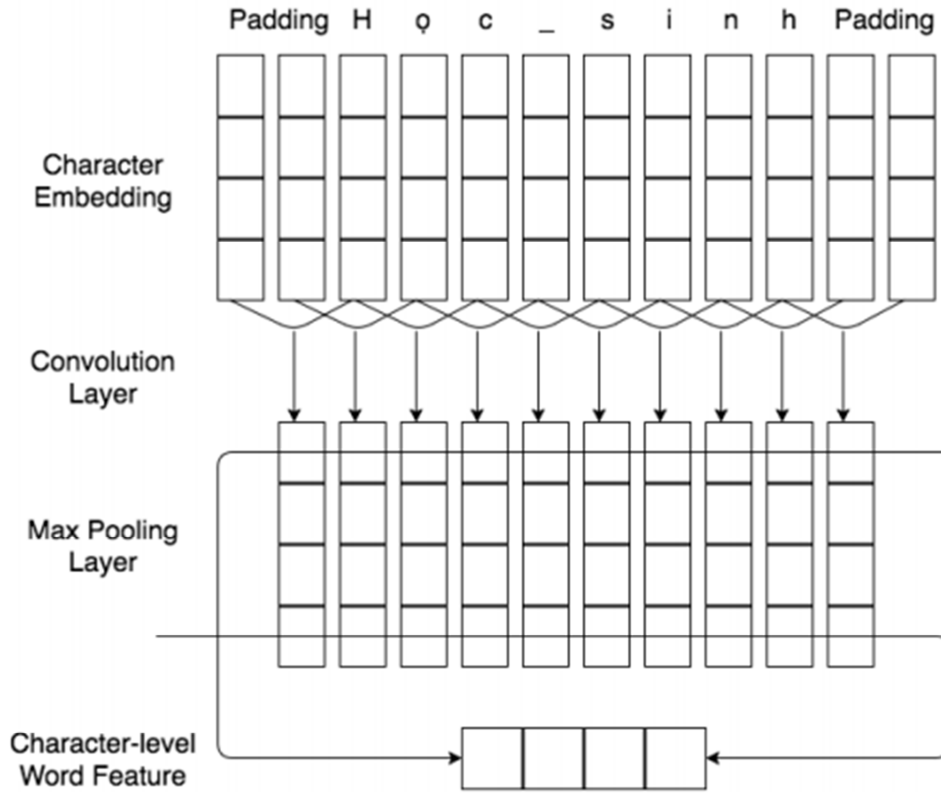 Padding H ọ c _ s i n h Padding
Character
Embedding
Convolution
Layer
Max Pooling
Layer
Character-level
Word Feature